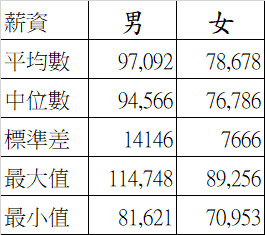 薪資 男 女
平均數 97,092 78,678
中位數 94,566 76,786
標準差 14146 7666
最大值 114,748 89,256
最小值 81,621 70,953